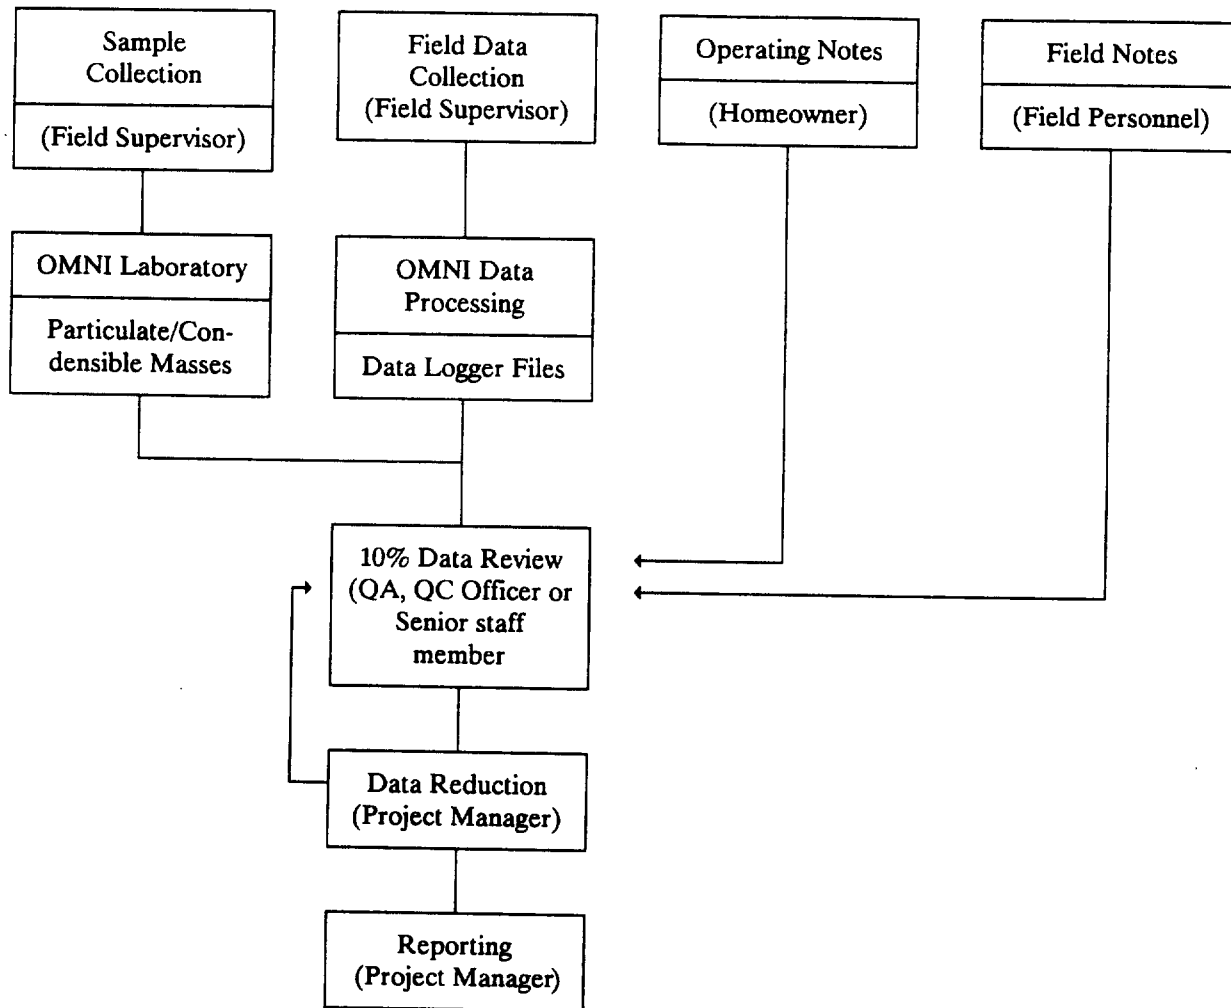 Sample
Collection
(Field Supervisor)
Field Data
Collection
(Field Supervisor)
Operating Notes
(Homeowner)
Field Notes
(Field Personnel)
OMNI Laboratory
Particulate/Con-
densible Masses
OMNI Data
Processing
Data Logger Files
10% Data Review
(QA, QC Officer or
Senior staff
member
Data Reduction
(Project Manager)
Reporting
(Project Manager)